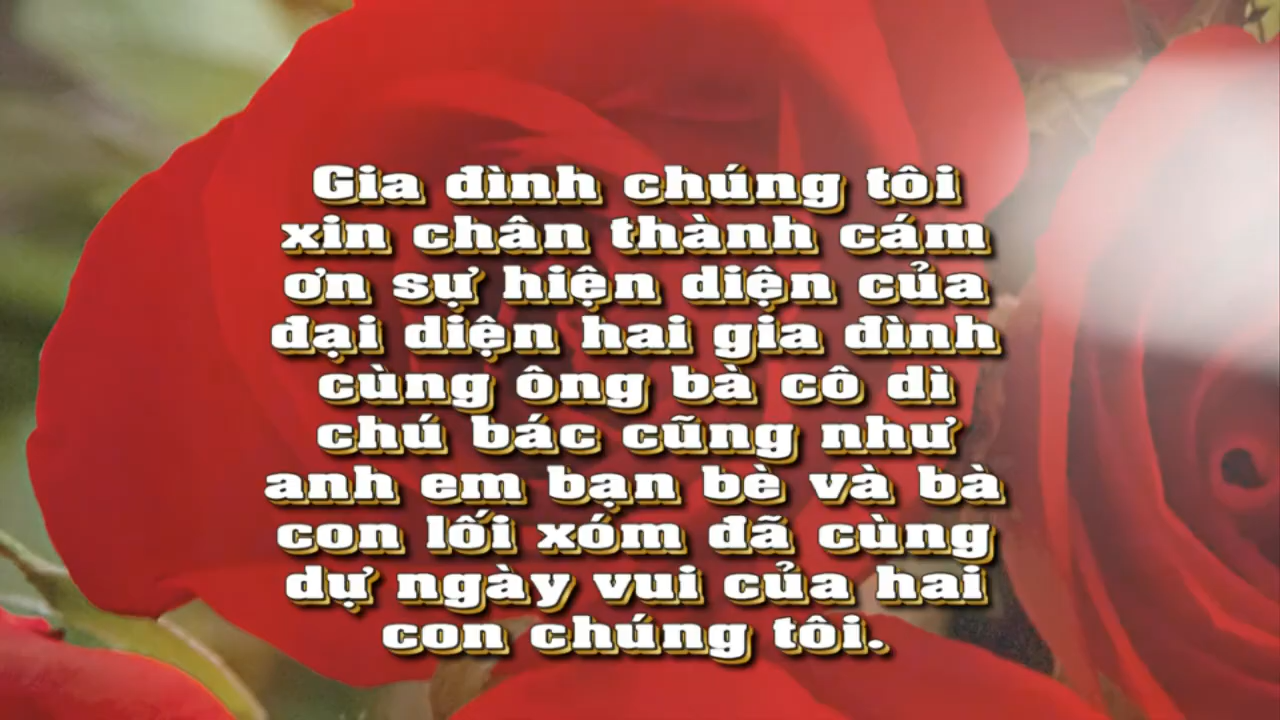 Gia đình chúng tôi
xin chân thành cám
ơn sự hiện diện của
đại diện hai gia đình
cùng ông bà cô dì
chú bác cũng như
anh em bạn bè và bà
con lối xóm đã cùng
dự ngày vui của hai
con chúng tôi.